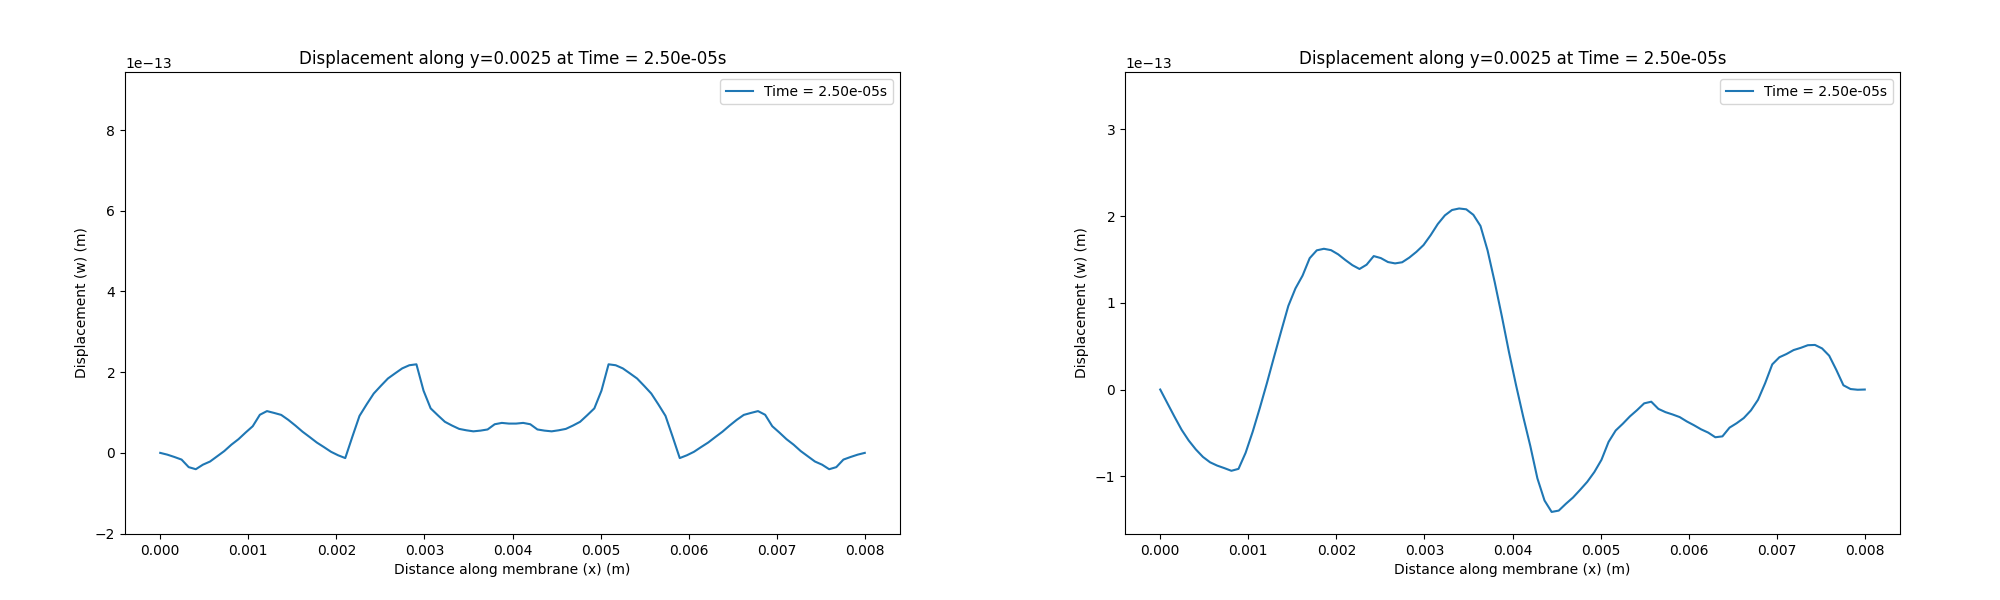 Displacement along y=0.0025 at Time = 2.50e-05s
1e−13
Time = 2.50e-05s
8
6
4
2
0
−2
Displacement (w) (m)
0.000 0.001 0.002 0.003 0.004 0.005 0.006 0.007 0.008
Distance along membrane (x) (m)
Displacement along y=0.0025 at Time = 2.50e-05s
1e−13
Time = 2.50e-05s
3
2
1
0
−1
Displacement (w) (m)
0.000 0.001 0.002 0.003 0.004 0.005 0.006 0.007 0.008
Distance along membrane (x) (m)